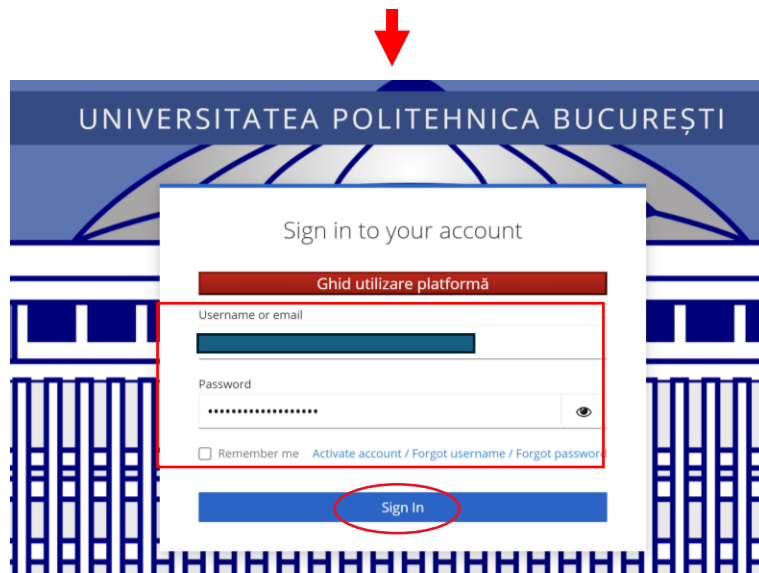 UNIVERSITATEA POLITEHNICA BUCUREȘTI
Sign in to your account
Ghid utilizare platformă
Username or email
Password
•••••••••••••••••••
Remember me Activate account / Forgot username / Forgot password
Sign In